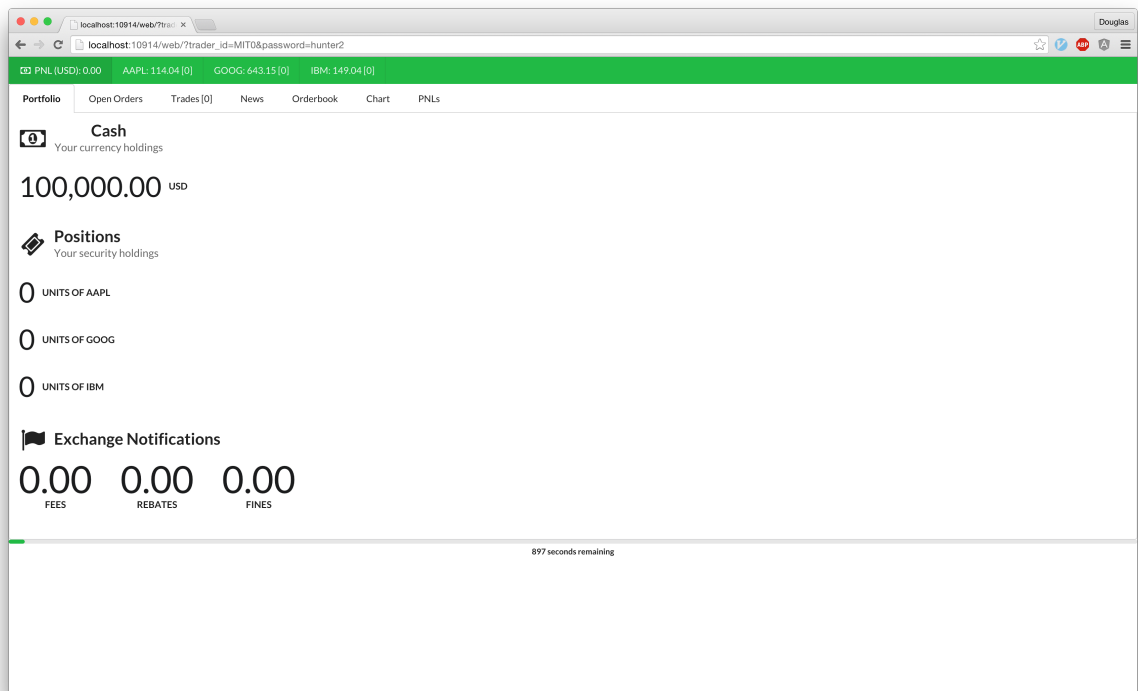 localhost:10914/web/?trad
Douglas
localhost:10914/web/?trader_id=MIT0&password=hunter2
ABP
PNL (USD): 0.00 AAPL: 114.04 [0] GOOG: 643.15 [0] IBM: 149.04 [0]
Portfolio Open Orders Trades [0] News Orderbook Chart PNLs
Cash
Your currency holdings
100,000.00 USD
Positions
Your security holdings
0 UNITS OF AAPL
0 UNITS OF GOOG
0 UNITS OF IBM
Exchange Notifications
0.00 0.00 0.00
FEES REBATES FINES
897 seconds remaining